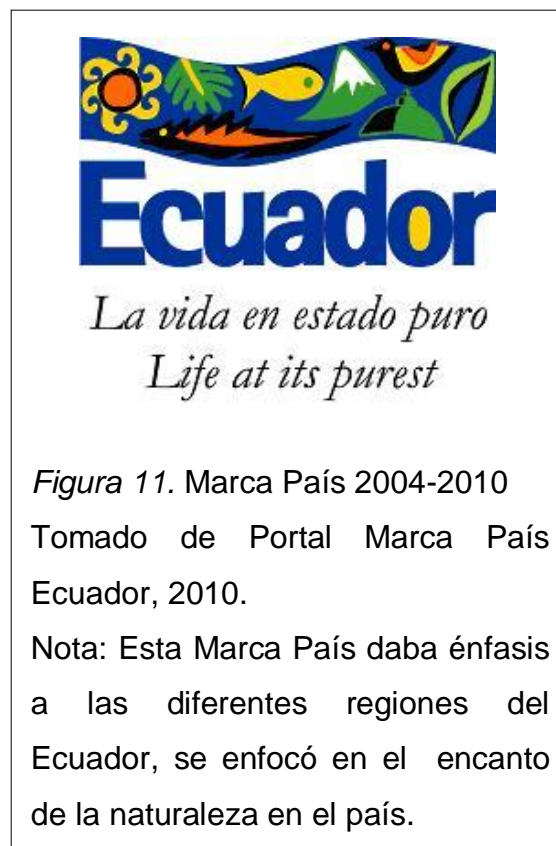 Ecuador
La vida en estado puro
Life at its purest
Figura 11. Marca País 2004-2010
Tomado de Portal Marca País
Ecuador, 2010.
Nota: Esta Marca País daba énfasis
a las diferentes regiones del
Ecuador, se enfocó en el encanto
de la naturaleza en el país.